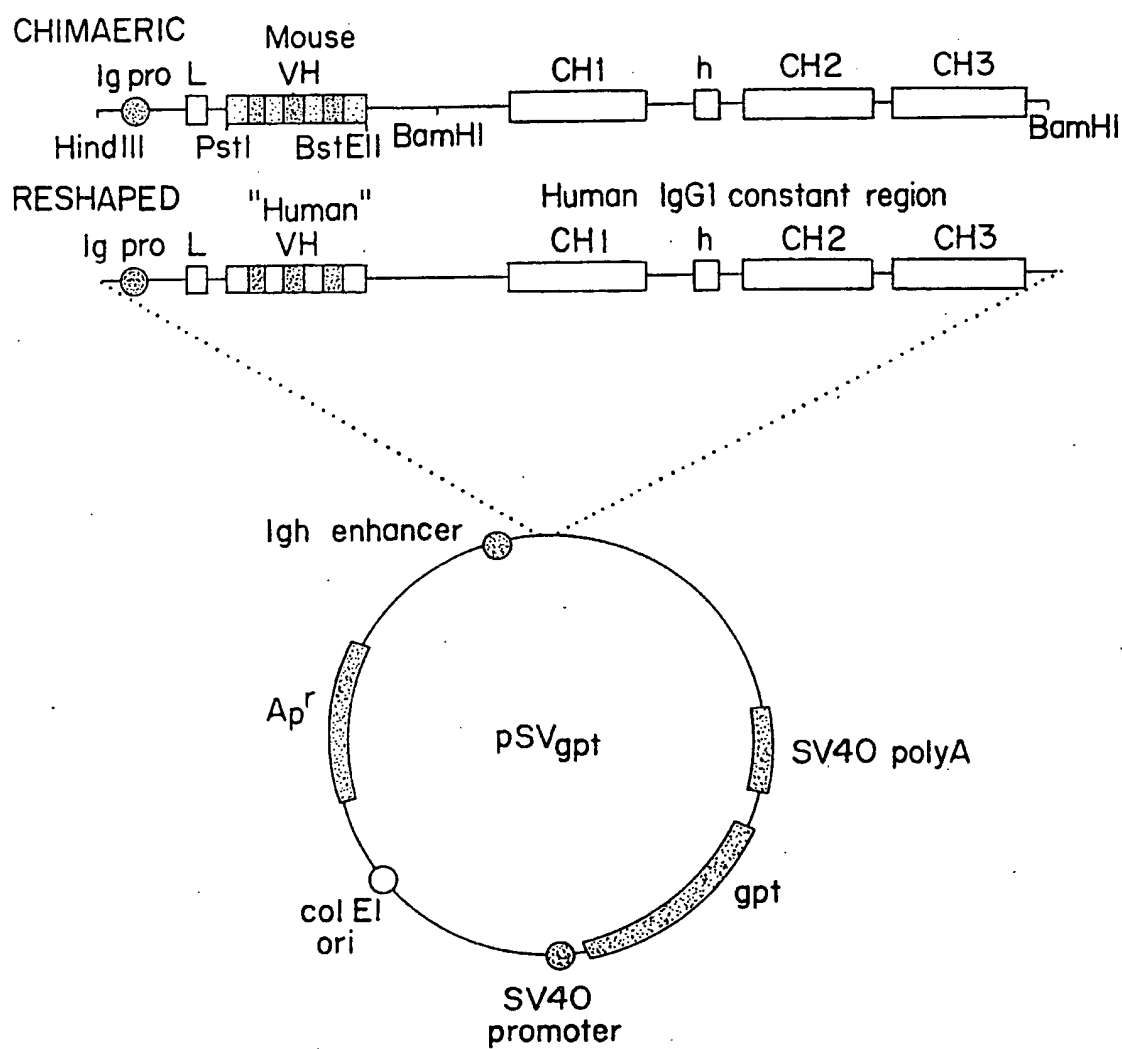 CHIMAERIC
Mouse
Ig pro L VH CH1 h CH2 CH3
HindIII PstI BstEII BamHI BamHI
RESHAPED "Human" Human IgG1 constant region
Ig pro L VH CH1 h CH2 CH3
Igh enhancer
Apr
pSVgpt
SV40 polyA
gpt
col EI
ori
SV40
promoter